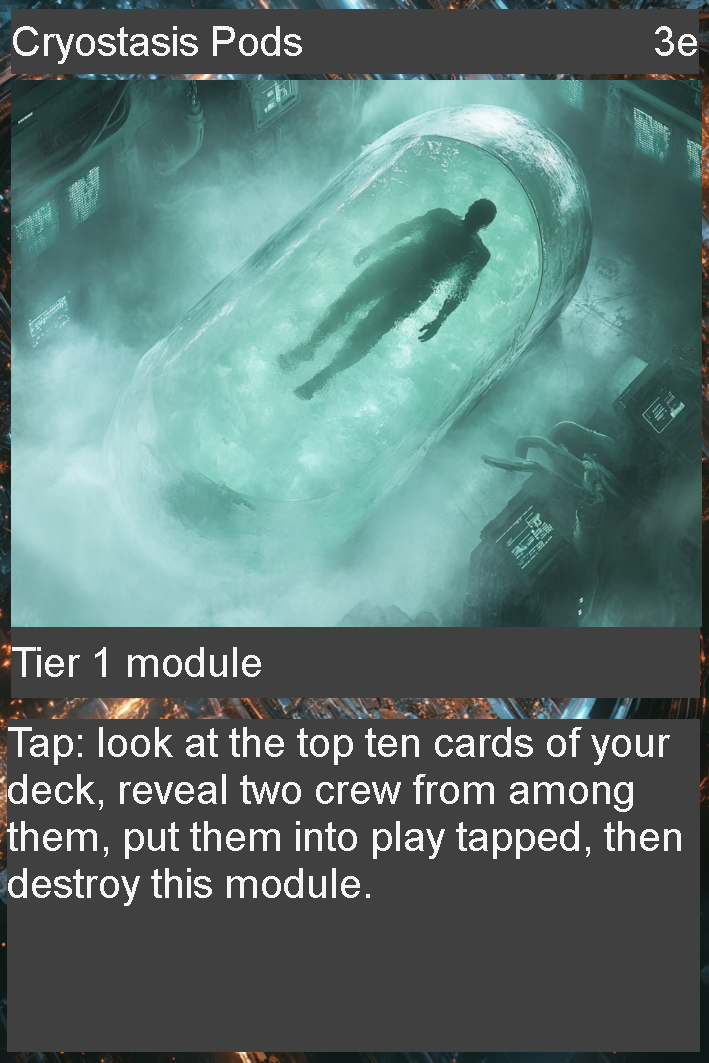 Cryostasis Pods 3e
Tier 1 module
Tap: look at the top ten cards of your
deck, reveal two crew from among
them, put them into play tapped, then
destroy this module.